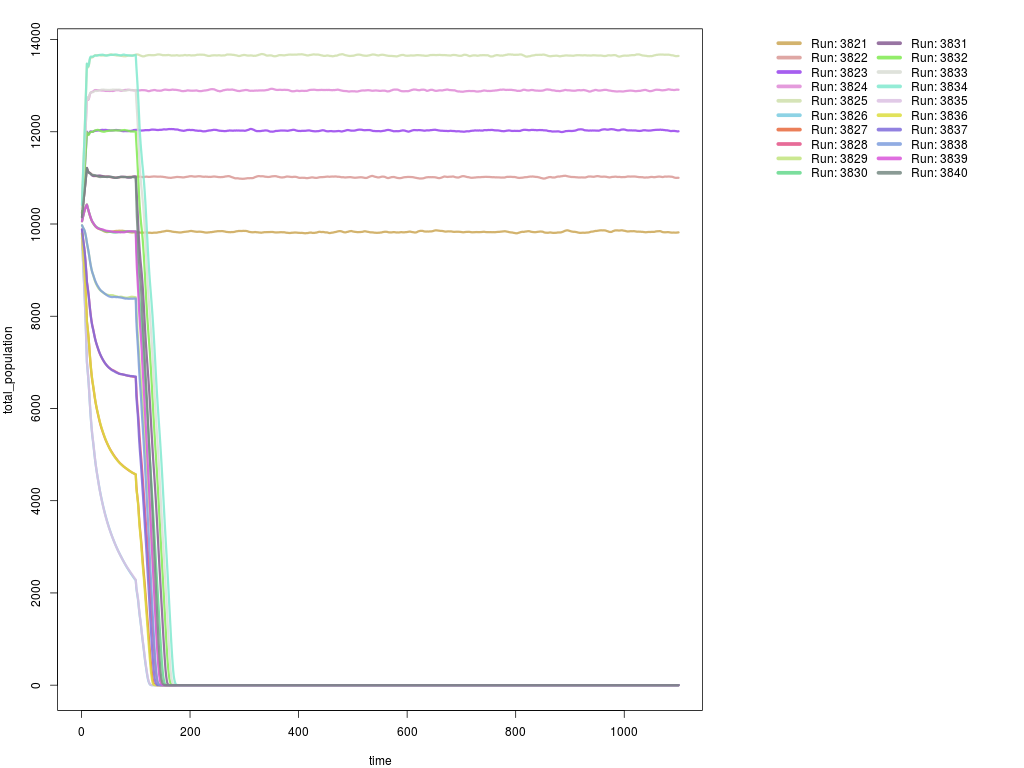 total_population
14000
12000
10000
8000
6000
4000
2000
0
0 200 400 600 800 1000
time
Run: 3821 Run: 3831
Run: 3822 Run: 3832
Run: 3823 Run: 3833
Run: 3824 Run: 3834
Run: 3825 Run: 3835
Run: 3826 Run: 3836
Run: 3827 Run: 3837
Run: 3828 Run: 3838
Run: 3829 Run: 3839
Run: 3830 Run: 3840